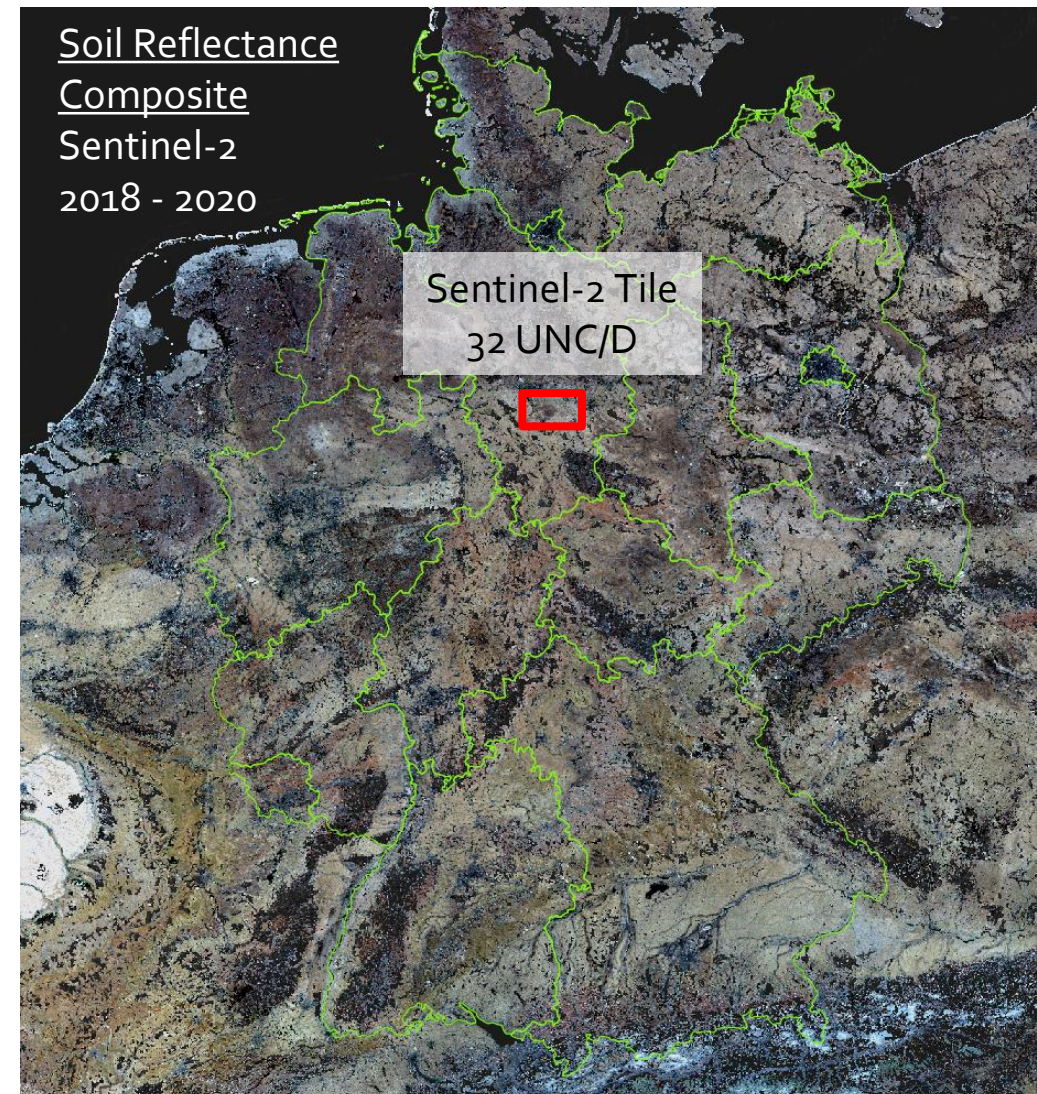 Soil Reflectance
Composite
Sentinel-2
2018 - 2020
Sentinel-2 Tile
32 UNC/D